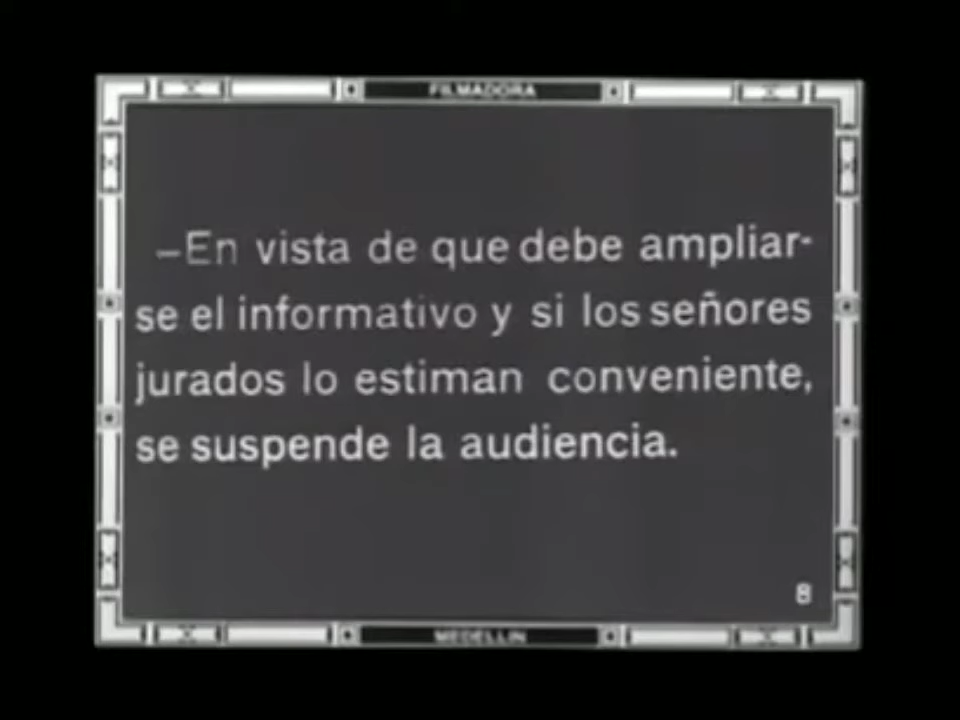 FILMADORA
—En vista de que debe ampliar-
se el informativo y si los señores
jurados lo estiman conveniente,
se suspende la audiencia.
8
MEDELLIN